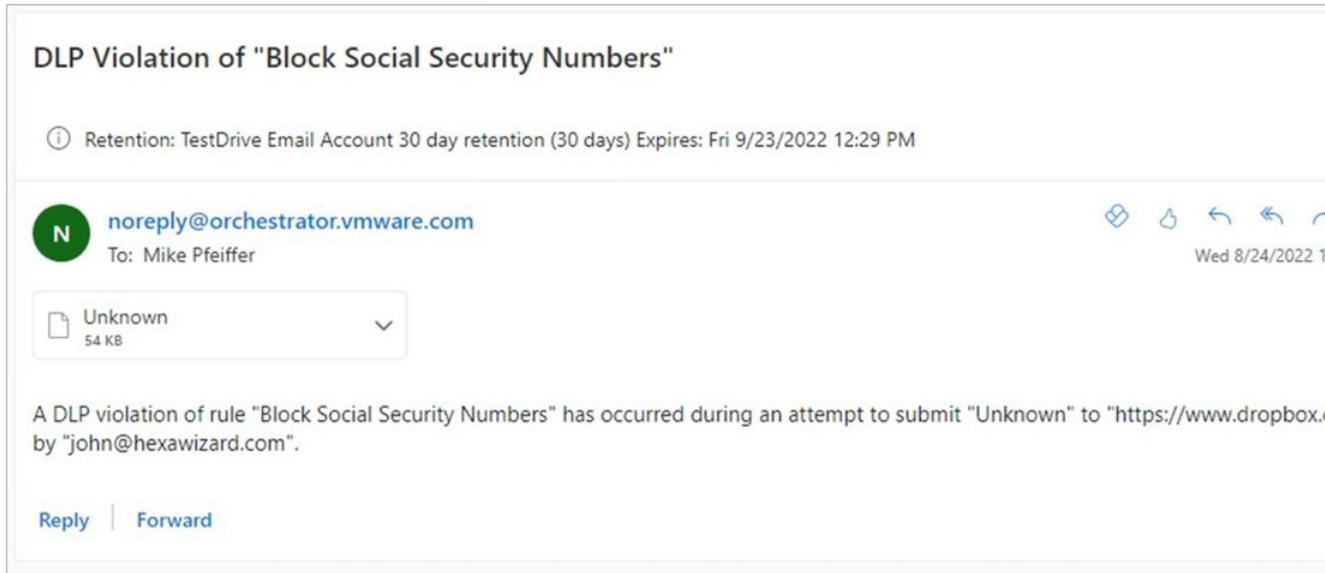 DLP Violation of "Block Social Security Numbers"
Retention: TestDrive Email Account 30 day retention (30 days) Expires: Fri 9/23/2022 12:29 PM
N
noreply@orchestrator.vmware.com
To: Mike Pfeiffer
Wed 8/24/2022 1
Unknown
54 KB
A DLP violation of rule "Block Social Security Numbers" has occurred during an attempt to submit "Unknown" to "https://www.dropbox.
by "john@hexawizard.com".
Reply
Forward